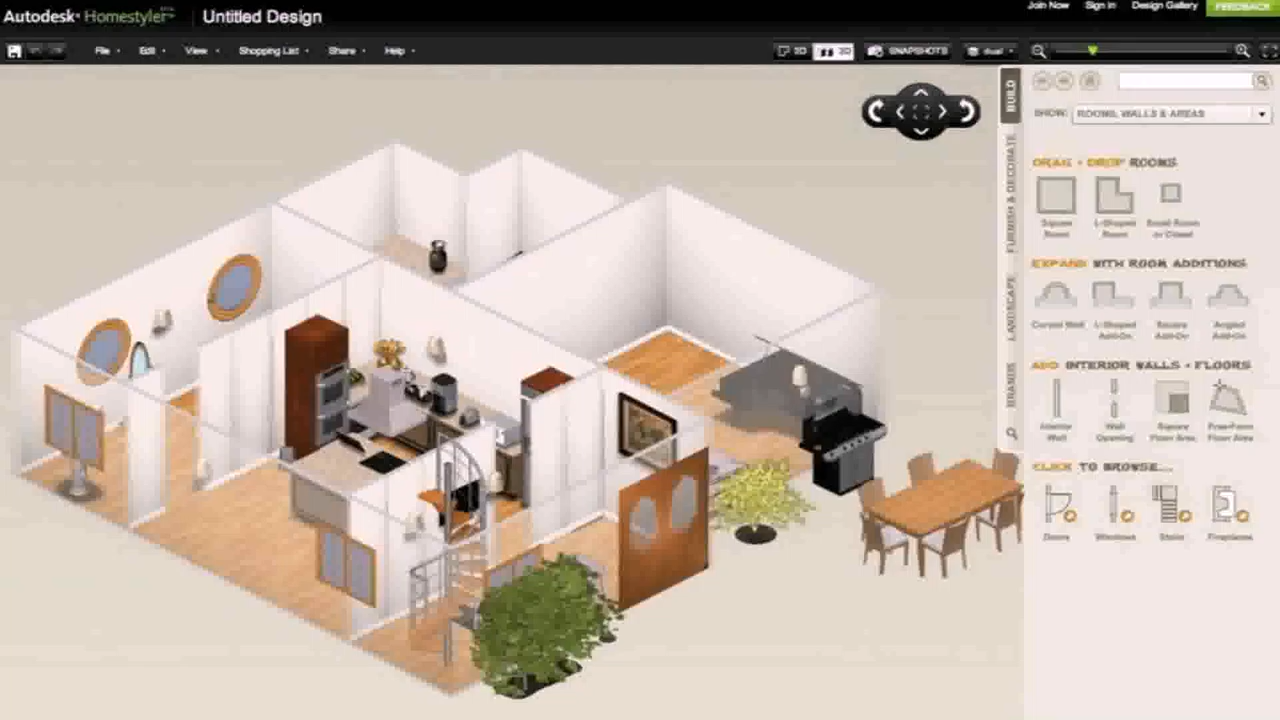 Autodesk Homestyler
Untitled Design
Join Now Sign In Design Gallery FEEDBACK
File Edit View Shopping List Share Help
2D 3D SNAPSHOTS dual
BUILD
FURNISH & DECORATE
LANDSCAPE
BRANDS
SHOW: ROOMS, WALLS & AREAS
DRAG + DROP ROOMS
Square Room
L-Shaped Room
Small Room or Closet
EXPAND WITH ROOM ADDITIONS
Curved Wall
L-Shaped Add-On
Square Add-On
Angled Add-On
ADD INTERIOR WALLS + FLOORS
Interior Wall
Wall Opening
Square Floor Area
Free-Form Floor Area
CLICK TO BROWSE...
Doors
Windows
Stairs
Fireplaces